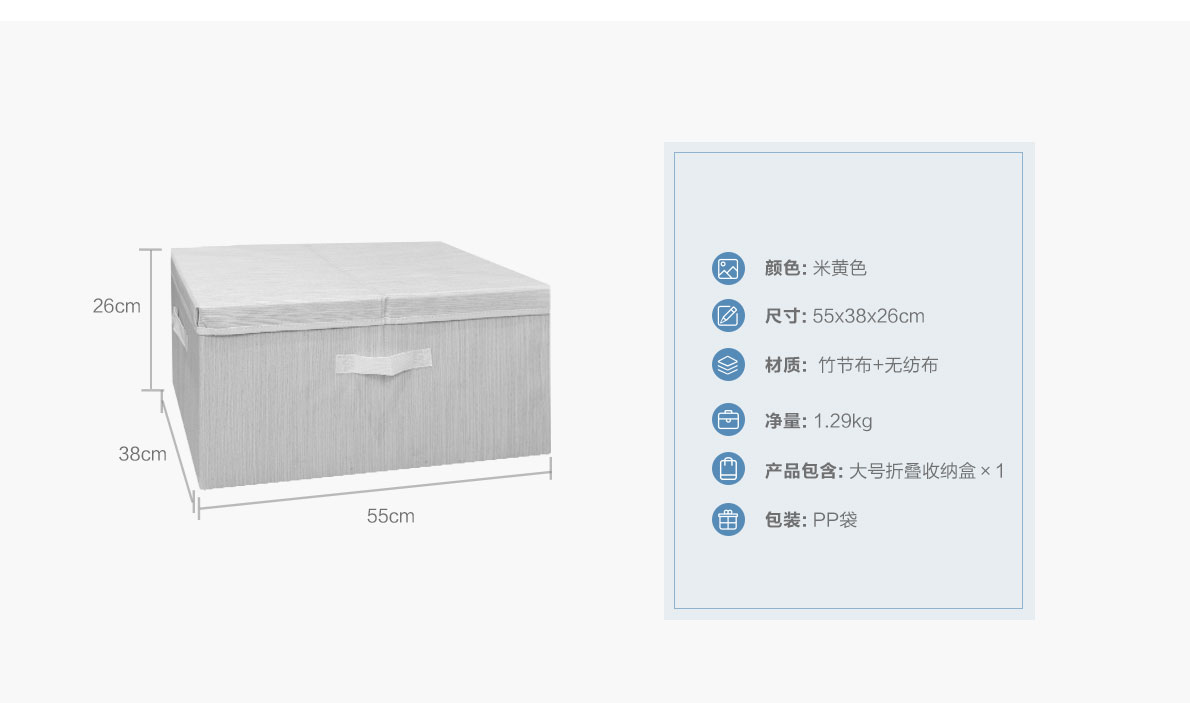 26cm
38cm
55cm
颜色: 米黄色
尺寸: 55x38x26cm
材质: 竹节布+无纺布
净量: 1.29kg
产品包含: 大号折叠收纳盒×1
包装: PP袋